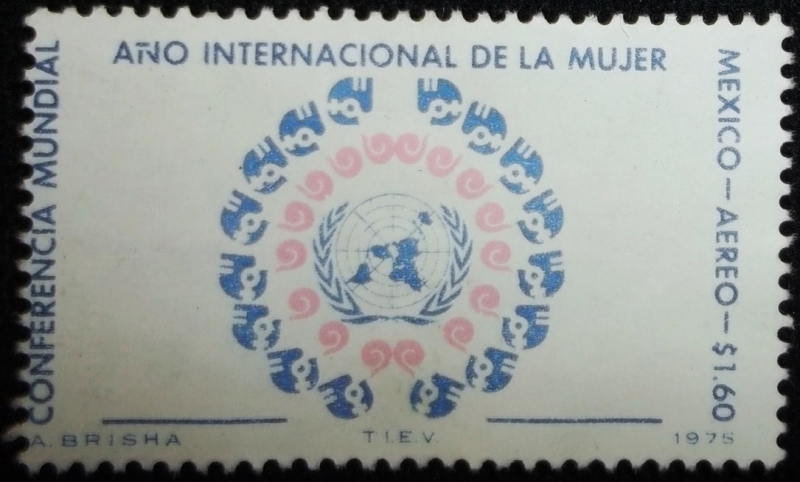 AÑO INTERNACIONAL DE LA MUJER
CONFERENCIA MUNDIAL
MEXICO — AEREO — $1.60
A. BRISHA
T.I.E.V.
1975